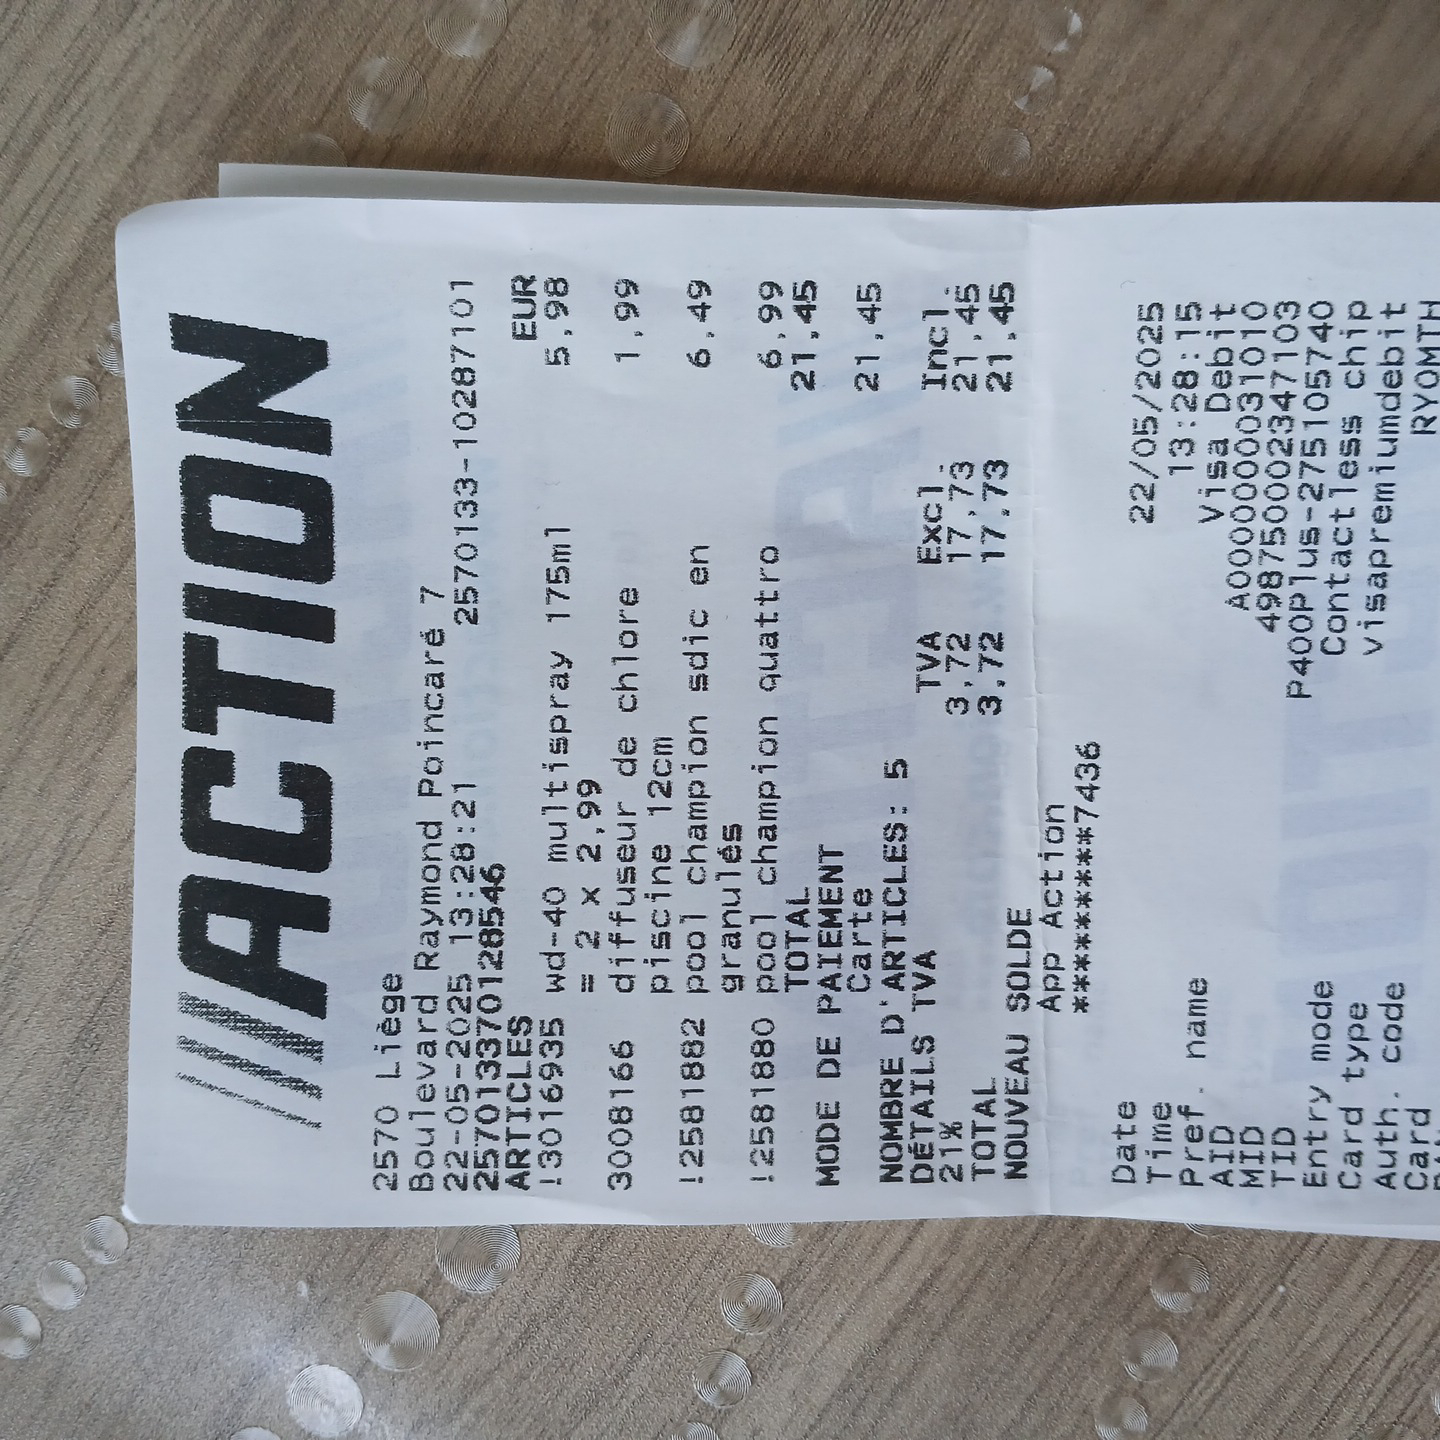 ACTION
2570 Liège
Boulevard Raymond Poincaré 7
22-05-2025 13:28:21 2570133-10287101
257013370128546
ARTICLES EUR
!3016935 wd-40 multispray 175ml 5,98
= 2 x 2,99
3008166 diffuseur de chlore 1,99
piscine 12cm
!2581882 pool champion sdic en 6,49
granulés
!2581880 pool champion quattro 6,99
TOTAL 21,45
MODE DE PAIEMENT
Carte 21,45
NOMBRE D'ARTICLES: 5
DÉTAILS TVA TVA Excl. Incl.
21% 3,72 17,73 21,45
TOTAL 3,72 17,73 21,45
NOUVEAU SOLDE
App Action
*********7436
Date 22/05/2025
Time 13:28:15
Pref. name Visa Debit
AID A0000000031010
MID 498750002347103
TID P400Plus-275105740
Entry mode Contactless chip
Card type visapremiumdebit
Auth. code RYOMTH
Card